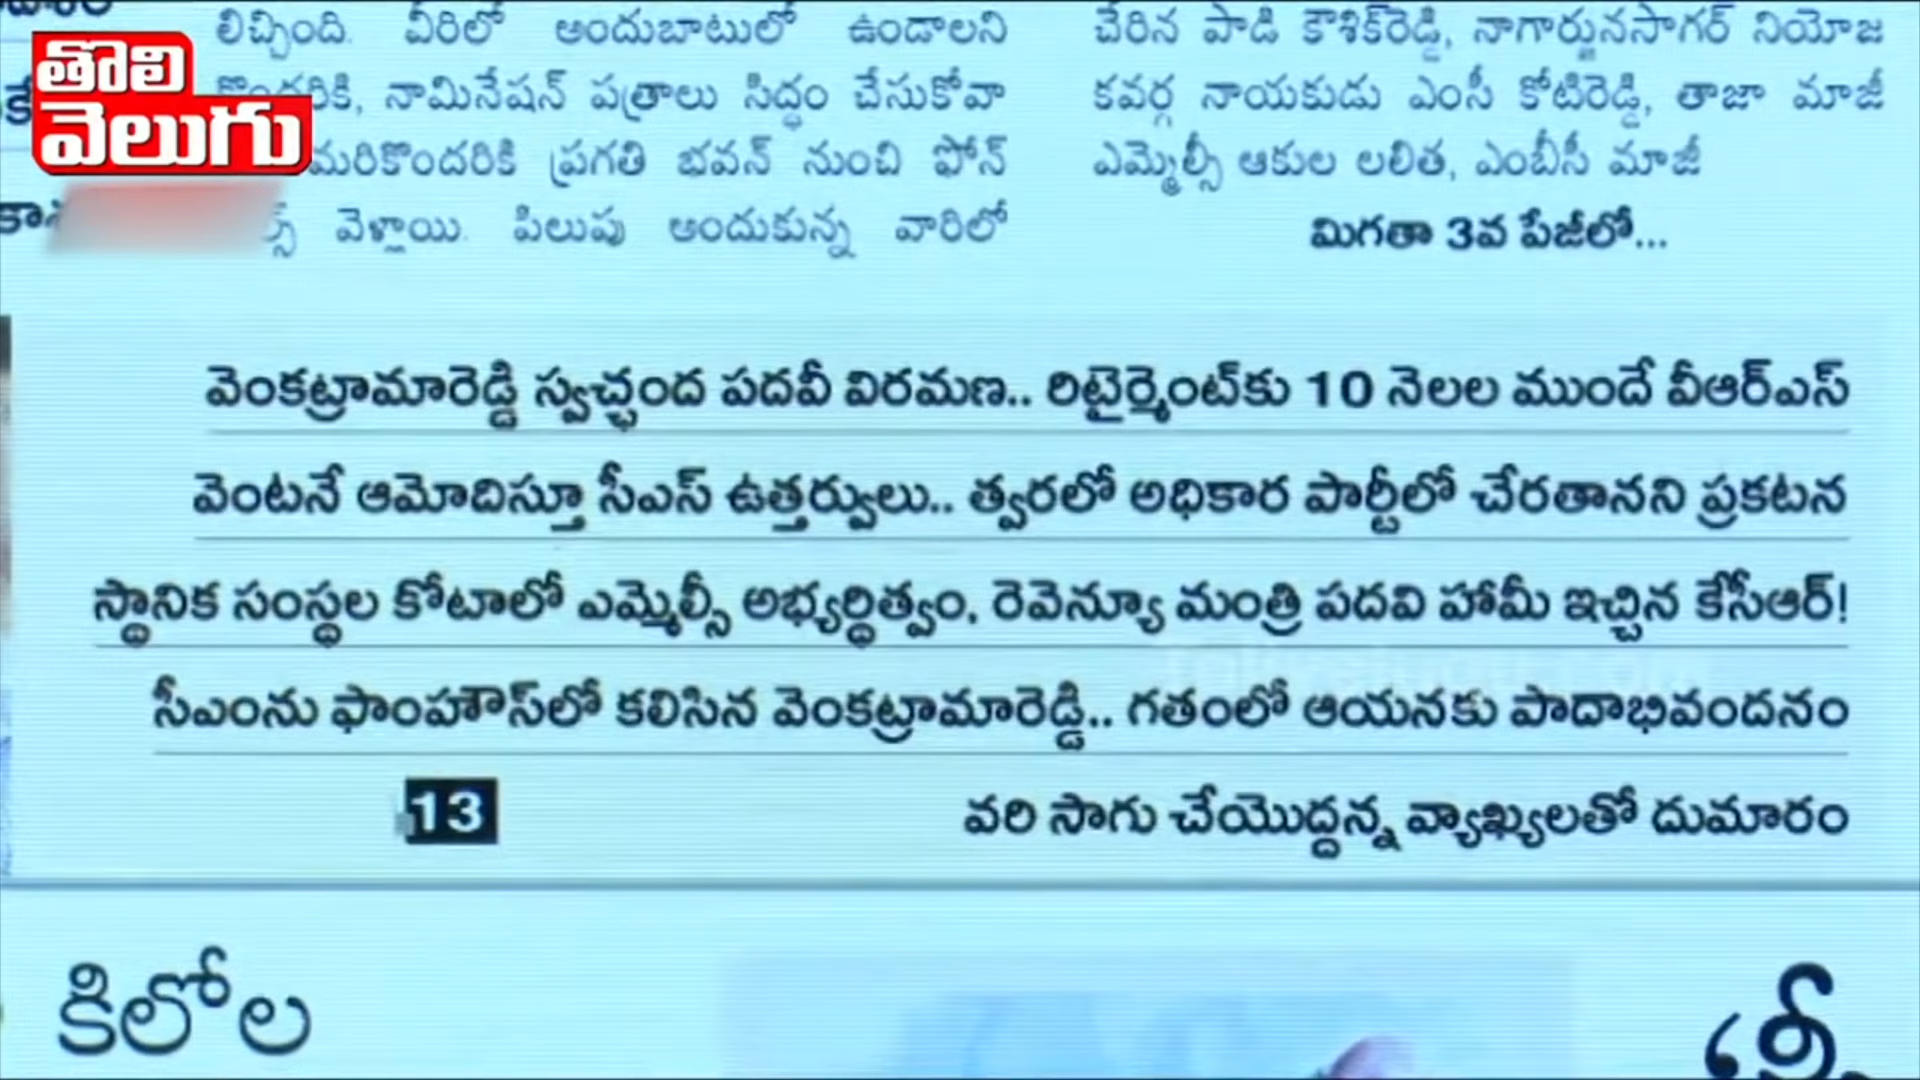 తొలి
వెలుగు
లిచ్చింది. వీరిలో అందుబాటులో ఉండాలని
కొందరికి, నామినేషన్ పత్రాలు సిద్ధం చేసుకోవా
మరికొందరికి ప్రగతి భవన్ నుంచి ఫోన్
వెళ్లాయి. పిలుపు అందుకున్న వారిలో
చేరిన పాడి కౌశిక్‌రెడ్డి, నాగార్జునసాగర్ నియోజ
కవర్గ నాయకుడు ఎంసీ కోటిరెడ్డి, తాజా మాజీ
ఎమ్మెల్సీ ఆకుల లలిత, ఎంబీసీ మాజీ
మిగతా 3వ పేజీలో...
వెంకట్రామారెడ్డి స్వచ్ఛంద పదవీ విరమణ.. రిటైర్మెంట్‌కు 10 నెలల ముందే వీఆర్ఎస్
వెంటనే ఆమోదిస్తూ సీఎస్ ఉత్తర్వులు.. త్వరలో అధికార పార్టీలో చేరతానని ప్రకటన
స్థానిక సంస్థల కోటాలో ఎమ్మెల్సీ అభ్యర్థిత్వం, రెవెన్యూ మంత్రి పదవి హామీ ఇచ్చిన కేసీఆర్!
సీఎంను ఫాంహౌస్‌లో కలిసిన వెంకట్రామారెడ్డి.. గతంలో ఆయనకు పాదాభివందనం
13 వరి సాగు చేయొద్దన్న వ్యాఖ్యలతో దుమారం
కిలోల